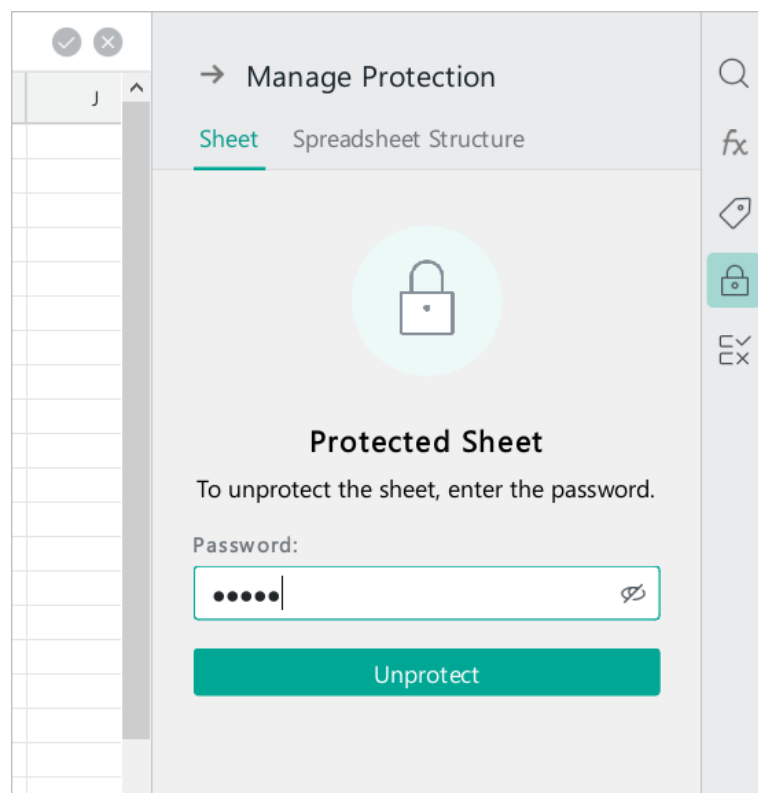 J
Manage Protection
Sheet Spreadsheet Structure
fx
Protected Sheet
To unprotect the sheet, enter the password.
Password:
•••••
Unprotect